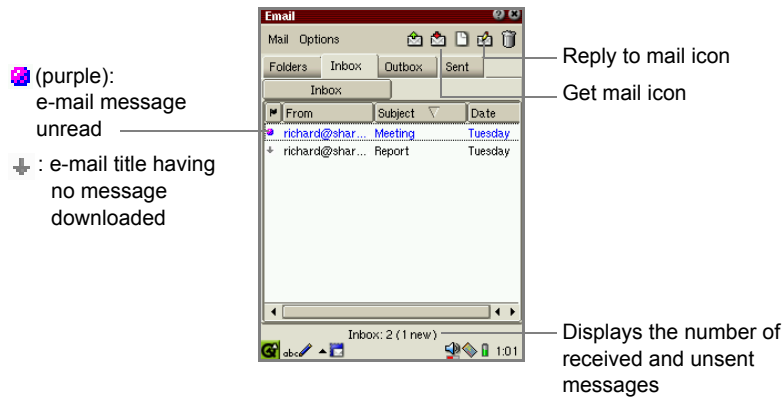 Email
Mail Options
Folders Inbox Outbox Sent
Inbox
From Subject Date
richard@shar... Meeting Tuesday
richard@shar... Report Tuesday
Inbox: 2 (1 new)
abc 1:01
(purple):
e-mail message
unread
: e-mail title having
no message
downloaded
Reply to mail icon
Get mail icon
Displays the number of
received and unsent
messages